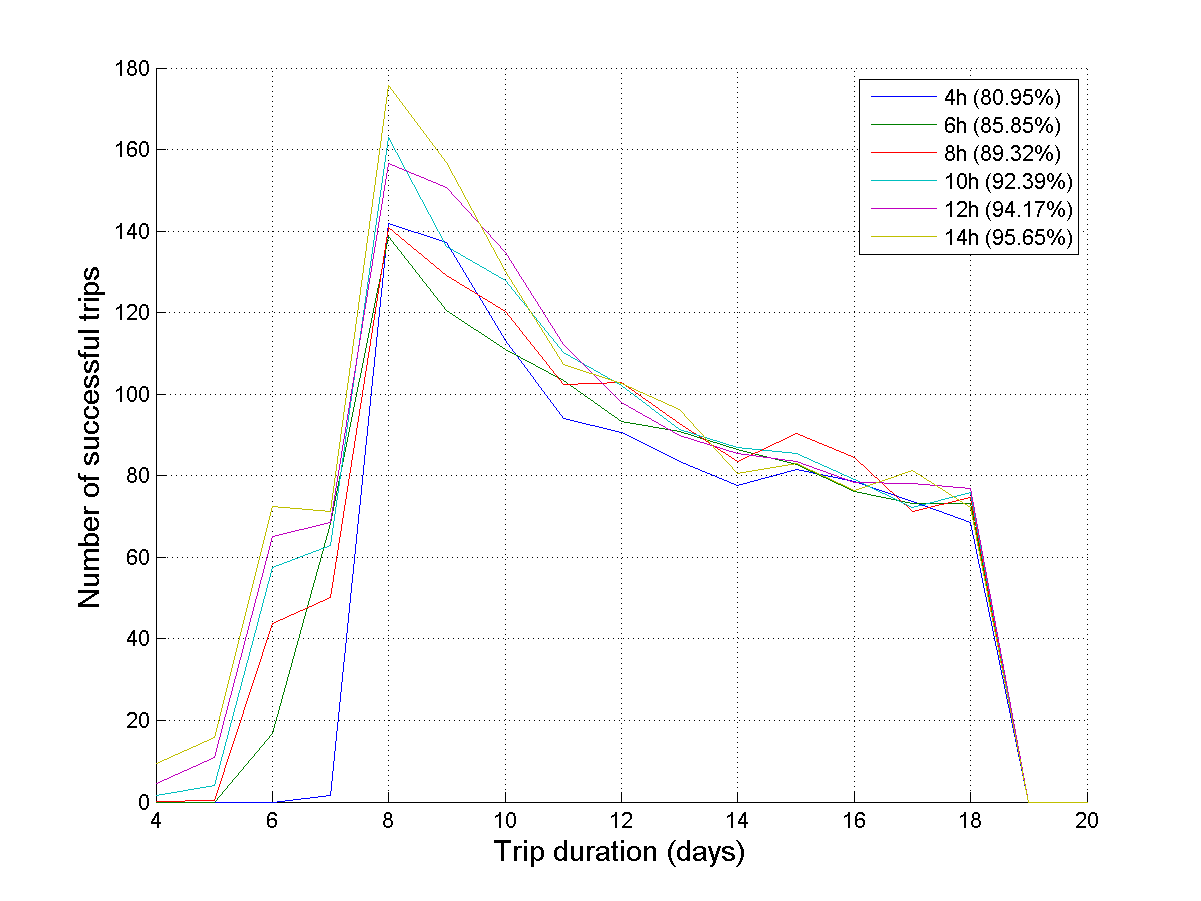 180
160
140
120
100
80
60
40
20
0
Number of successful trips
4h (80.95%)
6h (85.85%)
8h (89.32%)
10h (92.39%)
12h (94.17%)
14h (95.65%)
4 6 8 10 12 14 16 18 20
Trip duration (days)